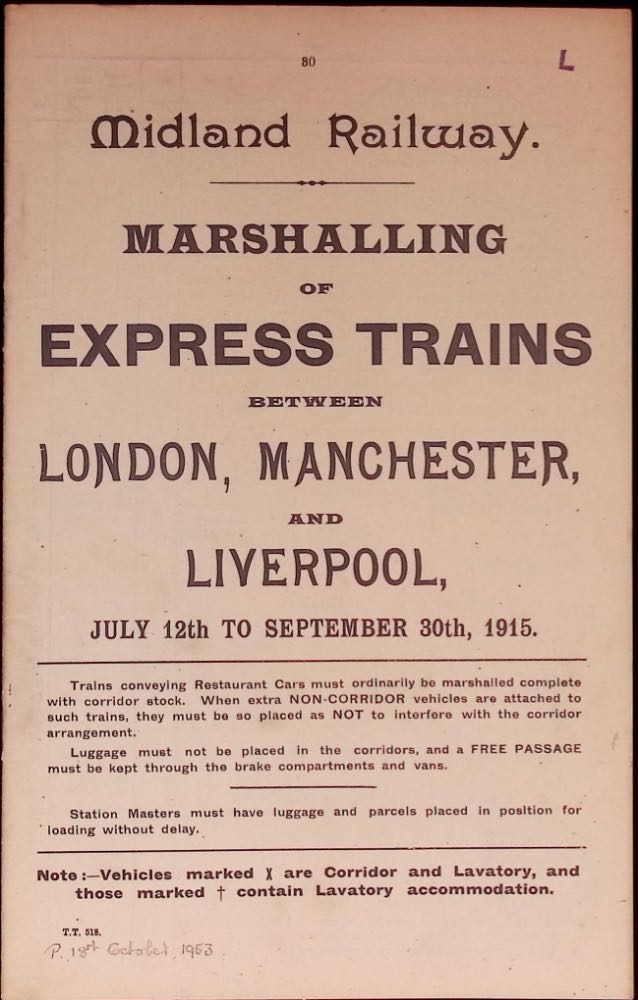 80
L
Midland Railway.
MARSHALLING
OF
EXPRESS TRAINS
BETWEEN
LONDON, MANCHESTER,
AND
LIVERPOOL,
JULY 12th TO SEPTEMBER 30th, 1915.
Trains conveying Restaurant Cars must ordinarily be marshalled complete
with corridor stock. When extra NON-CORRIDOR vehicles are attached to
such trains, they must be so placed as NOT to interfere with the corridor
arrangement.
Luggage must not be placed in the corridors, and a FREE PASSAGE
must be kept through the brake compartments and vans.
Station Masters must have luggage and parcels placed in position for
loading without delay.
Note :—Vehicles marked X are Corridor and Lavatory, and
those marked † contain Lavatory accommodation.
T.T. 518.
P. October, 1953